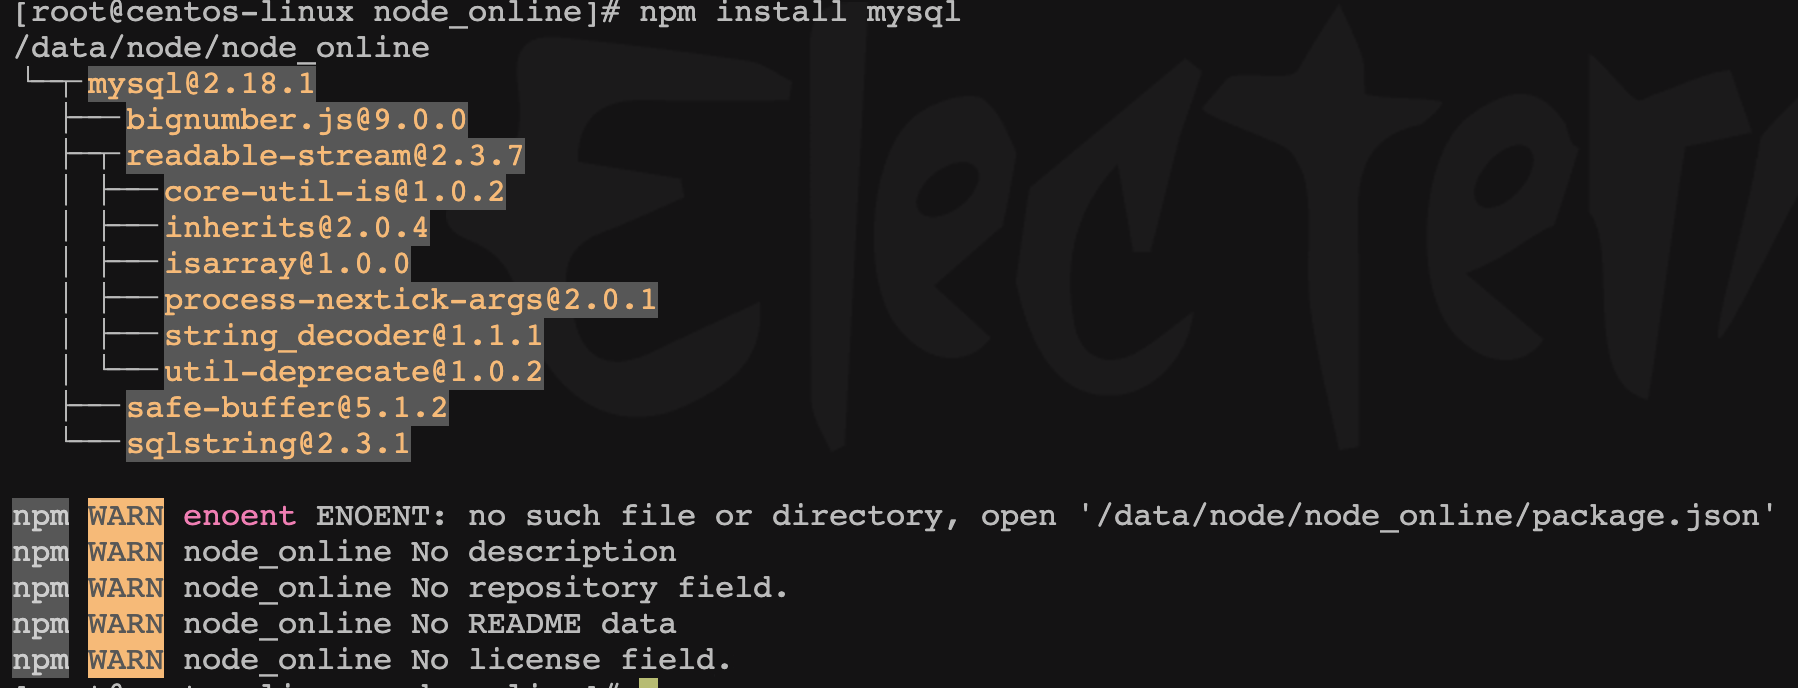 [root@centos-linux node_online]# npm install mysql
/data/node/node_online
└─┬ mysql@2.18.1
  ├── bignumber.js@9.0.0
  ├─┬ readable-stream@2.3.7
  │ ├── core-util-is@1.0.2
  │ ├── inherits@2.0.4
  │ ├── isarray@1.0.0
  │ ├── process-nextick-args@2.0.1
  │ ├── string_decoder@1.1.1
  │ └── util-deprecate@1.0.2
  ├── safe-buffer@5.1.2
  └── sqlstring@2.3.1
npm WARN enoent ENOENT: no such file or directory, open '/data/node/node_online/package.json'
npm WARN node_online No description
npm WARN node_online No repository field.
npm WARN node_online No README data
npm WARN node_online No license field.